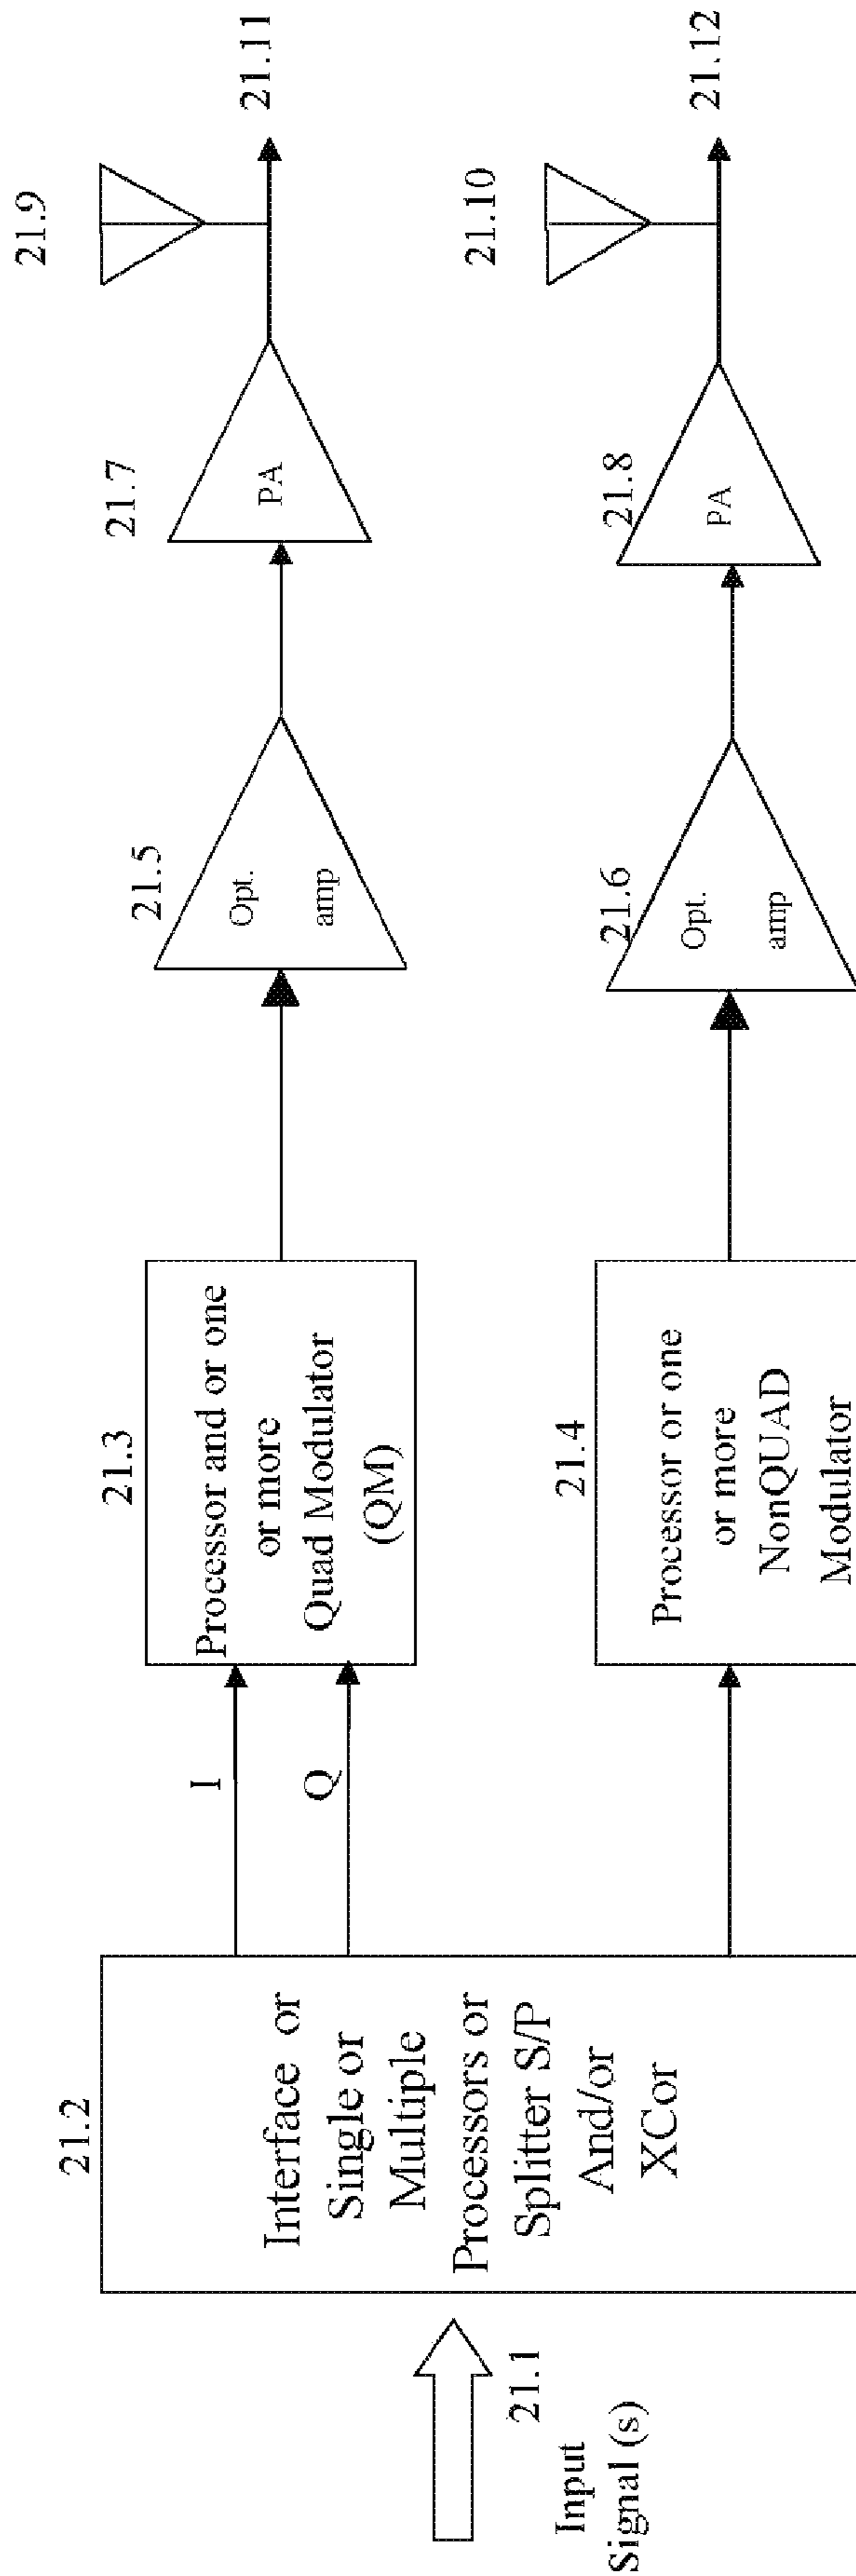 21.1
Input
Signal (s)
21.2
Interface or
Single or
Multiple
Processors or
Splitter S/P
And/or
XCor
I
Q
21.3
Processor and or one
or more
Quad Modulator
(QM)
21.5
Opt.
amp
21.7
PA
21.9
21.11
21.4
Processor or one
or more
NonQUAD
Modulator
21.6
Opt.
amp
21.8
PA
21.10
21.12